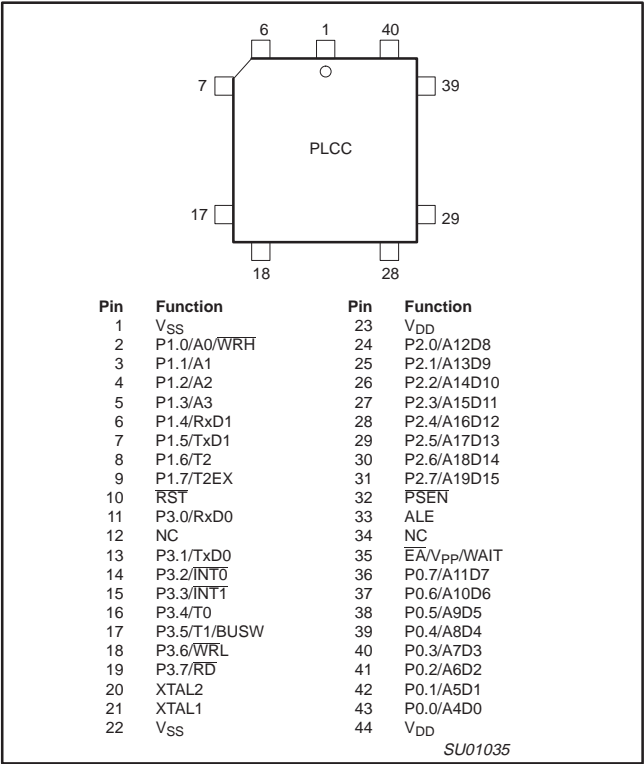 6 1 40
7 39
PLCC
17 29
18 28
Pin Function Pin Function
1 VSS 23 VDD
2 P1.0/A0/W̅R̅H̅ 24 P2.0/A12D8
3 P1.1/A1 25 P2.1/A13D9
4 P1.2/A2 26 P2.2/A14D10
5 P1.3/A3 27 P2.3/A15D11
6 P1.4/RxD1 28 P2.4/A16D12
7 P1.5/TxD1 29 P2.5/A17D13
8 P1.6/T2 30 P2.6/A18D14
9 P1.7/T2EX 31 P2.7/A19D15
10 R̅S̅T̅ 32 P̅S̅E̅N̅
11 P3.0/RxD0 33 ALE
12 NC 34 NC
13 P3.1/TxD0 35 E̅A̅/VPP/WAIT
14 P3.2/I̅N̅T̅0̅ 36 P0.7/A11D7
15 P3.3/I̅N̅T̅1̅ 37 P0.6/A10D6
16 P3.4/T0 38 P0.5/A9D5
17 P3.5/T1/BUSW 39 P0.4/A8D4
18 P3.6/W̅R̅L 40 P0.3/A7D3
19 P3.7/R̅D̅ 41 P0.2/A6D2
20 XTAL2 42 P0.1/A5D1
21 XTAL1 43 P0.0/A4D0
22 VSS 44 VDD
SU01035